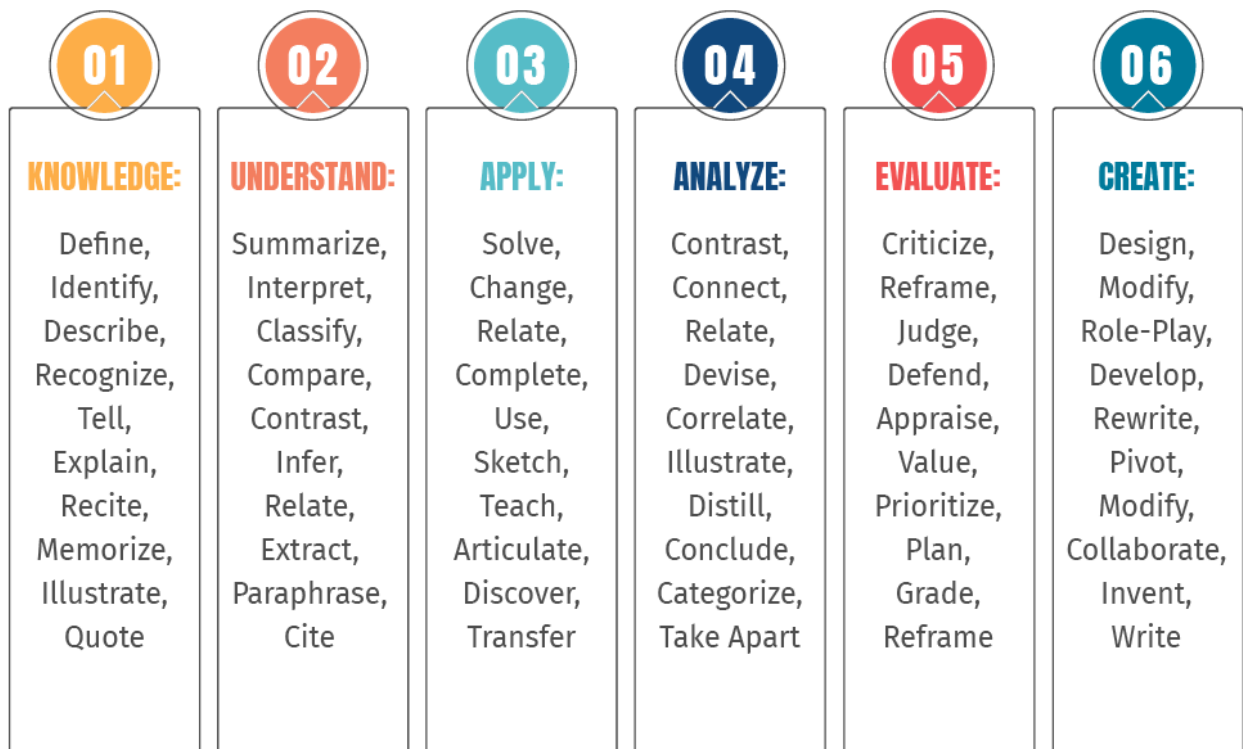 01
KNOWLEDGE:
Define,
Identify,
Describe,
Recognize,
Tell,
Explain,
Recite,
Memorize,
Illustrate,
Quote
02
UNDERSTAND:
Summarize,
Interpret,
Classify,
Compare,
Contrast,
Infer,
Relate,
Extract,
Paraphrase,
Cite
03
APPLY:
Solve,
Change,
Relate,
Complete,
Use,
Sketch,
Teach,
Articulate,
Discover,
Transfer
04
ANALYZE:
Contrast,
Connect,
Relate,
Devise,
Correlate,
Illustrate,
Distill,
Conclude,
Categorize,
Take Apart
05
EVALUATE:
Criticize,
Reframe,
Judge,
Defend,
Appraise,
Value,
Prioritize,
Plan,
Grade,
Reframe
06
CREATE:
Design,
Modify,
Role-Play,
Develop,
Rewrite,
Pivot,
Modify,
Collaborate,
Invent,
Write